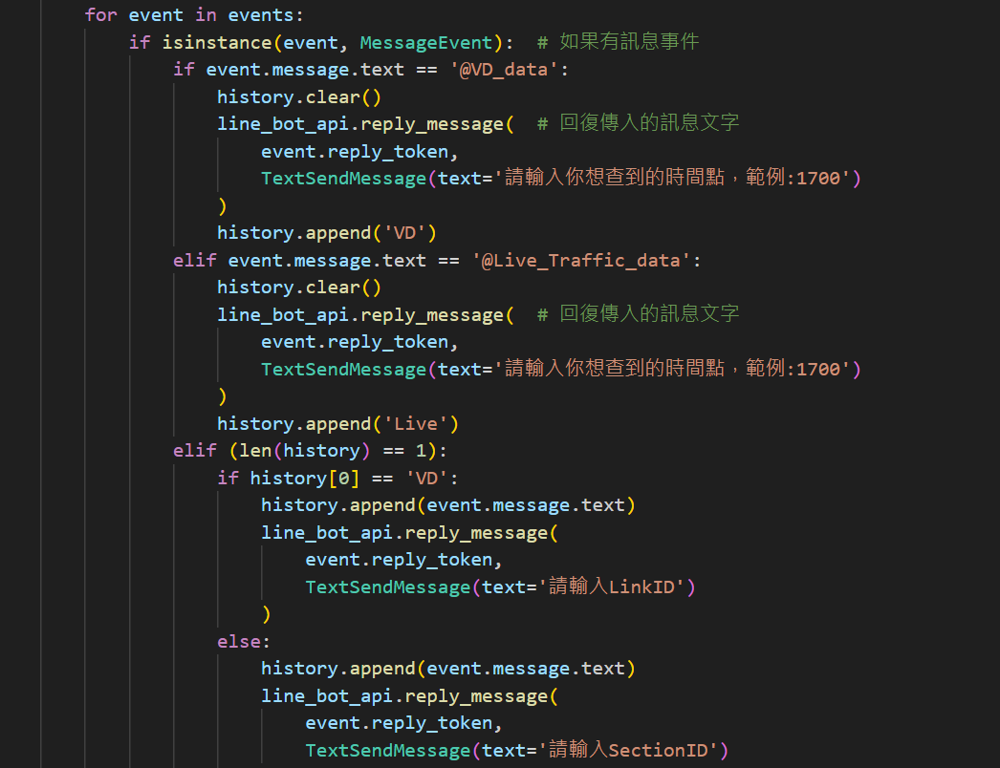 for event in events:
    if isinstance(event, MessageEvent):  # 如果有訊息事件
        if event.message.text == '@VD_data':
            history.clear()
            line_bot_api.reply_message(  # 回復傳入的訊息文字
                event.reply_token,
                TextSendMessage(text='請輸入你想查到的時間點，範例:1700')
            )
            history.append('VD')
        elif event.message.text == '@Live_Traffic_data':
            history.clear()
            line_bot_api.reply_message(  # 回復傳入的訊息文字
                event.reply_token,
                TextSendMessage(text='請輸入你想查到的時間點，範例:1700')
            )
            history.append('Live')
        elif (len(history) == 1):
            if history[0] == 'VD':
                history.append(event.message.text)
                line_bot_api.reply_message(
                    event.reply_token,
                    TextSendMessage(text='請輸入LinkID')
                )
            else:
                history.append(event.message.text)
                line_bot_api.reply_message(
                    event.reply_token,
                    TextSendMessage(text='請輸入SectionID')